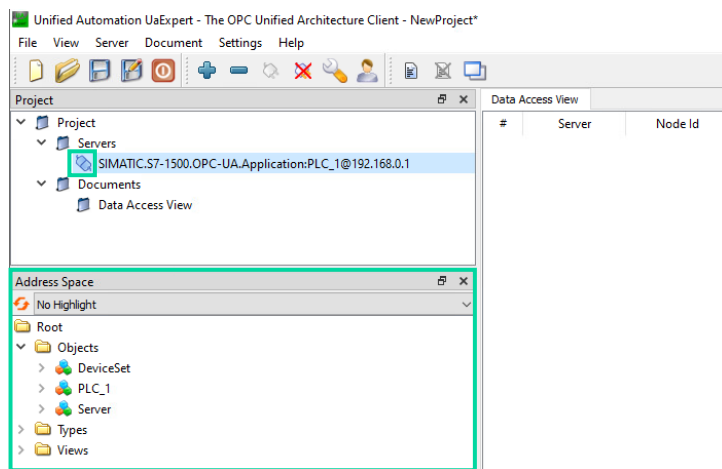 Unified Automation UaExpert - The OPC Unified Architecture Client - NewProject*
File View Server Document Settings Help
Project
Project
Servers
SIMATIC.S7-1500.OPC-UA.Application:PLC_1@192.168.0.1
Documents
Data Access View
Address Space
No Highlight
Root
Objects
DeviceSet
PLC_1
Server
Types
Views
Data Access View
# Server Node Id